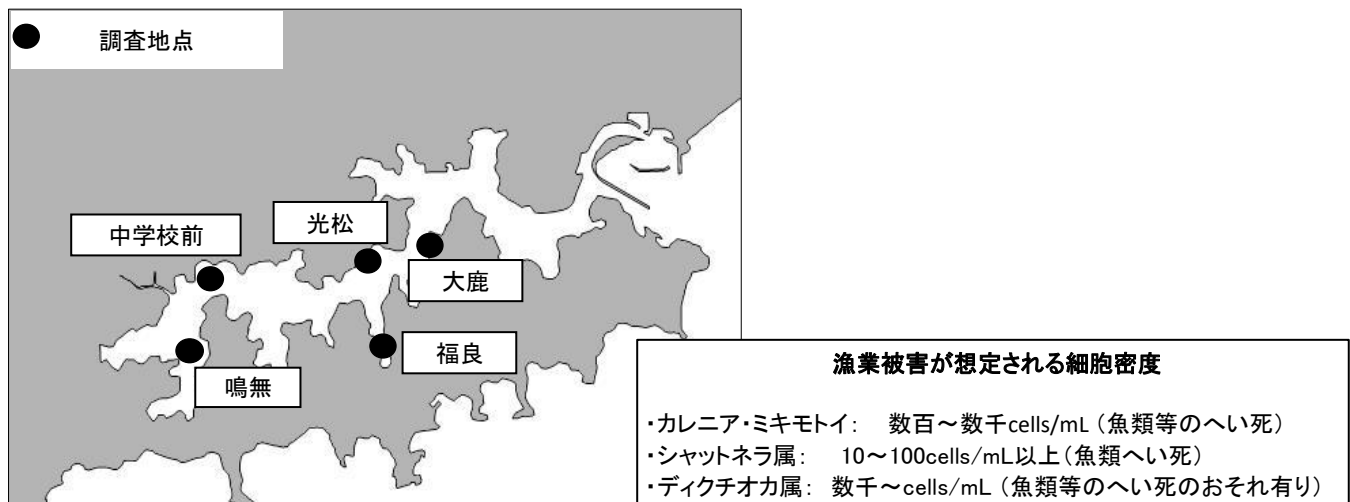 調査地点
光松
中学校前
大鹿
福良
鳴無
漁業被害が想定される細胞密度
・カレニア・ミキモトイ: 数百~数千cells/mL (魚類等のへい死)
・シャットネラ属: 10~100cells/mL以上(魚類へい死)
・ディクチオカ属: 数千~cells/mL (魚類等のへい死のおそれ有り)